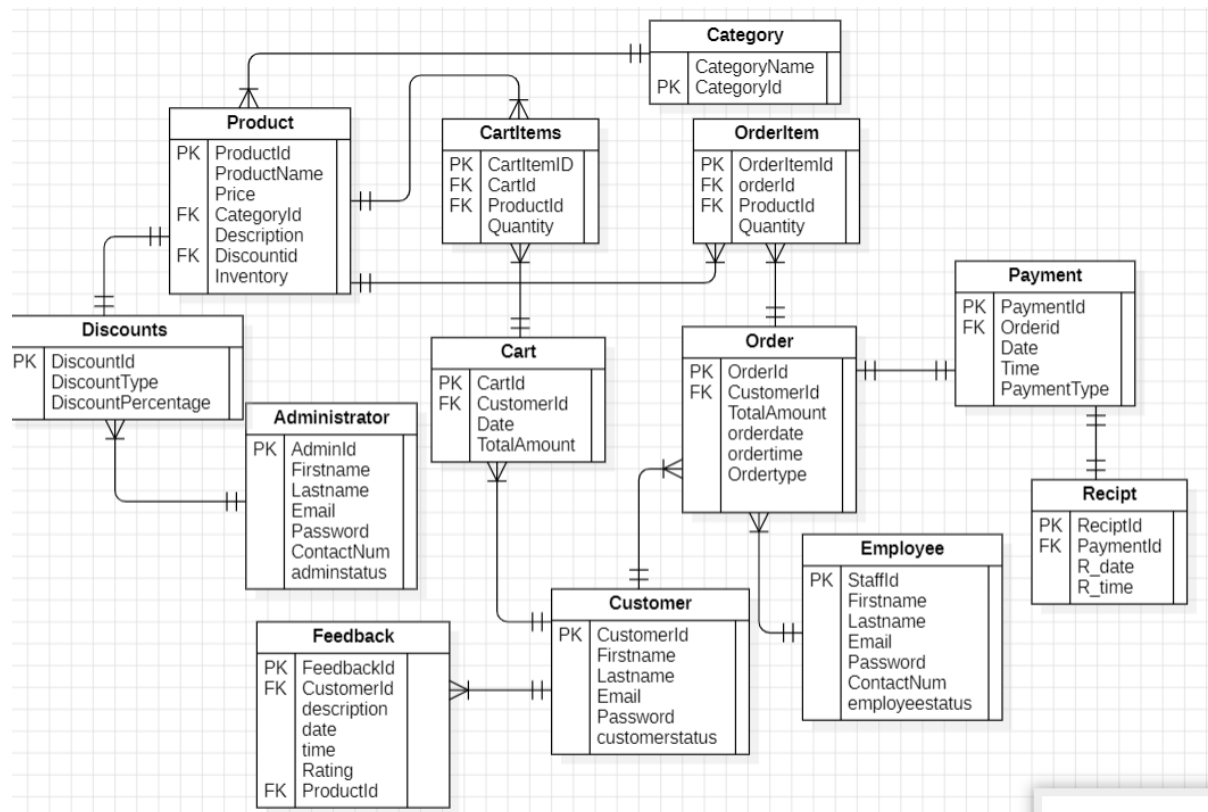 Category
CategoryName
PK CategoryId
Product
PK ProductId
ProductName
Price
FK CategoryId
Description
FK Discountid
Inventory
CartItems
PK CartItemID
FK CartId
FK ProductId
Quantity
OrderItem
PK OrderItemId
FK orderId
FK ProductId
Quantity
Payment
PK PaymentId
FK Orderid
Date
Time
PaymentType
Discounts
PK DiscountId
DiscountType
DiscountPercentage
Cart
PK CartId
FK CustomerId
Date
TotalAmount
Order
PK OrderId
FK CustomerId
TotalAmount
orderdate
ordertime
Ordertype
Administrator
PK AdminId
Firstname
Lastname
Email
Password
ContactNum
adminstatus
Recipt
PK ReciptId
FK PaymentId
R_date
R_time
Employee
PK StaffId
Firstname
Lastname
Email
Password
ContactNum
employeestatus
Customer
PK CustomerId
Firstname
Lastname
Email
Password
customerstatus
Feedback
PK FeedbackId
FK CustomerId
description
date
time
Rating
FK ProductId